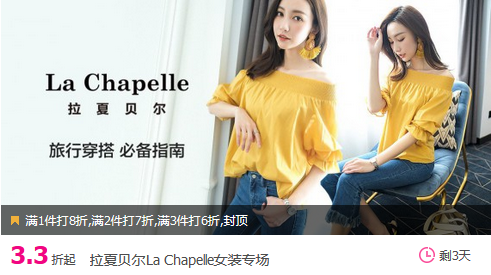 La Chapelle
拉夏贝尔
旅行穿搭 必备指南
满1件打8折,满2件打7折,满3件打6折,封顶
3.3折起 拉夏贝尔La Chapelle女装专场 剩3天